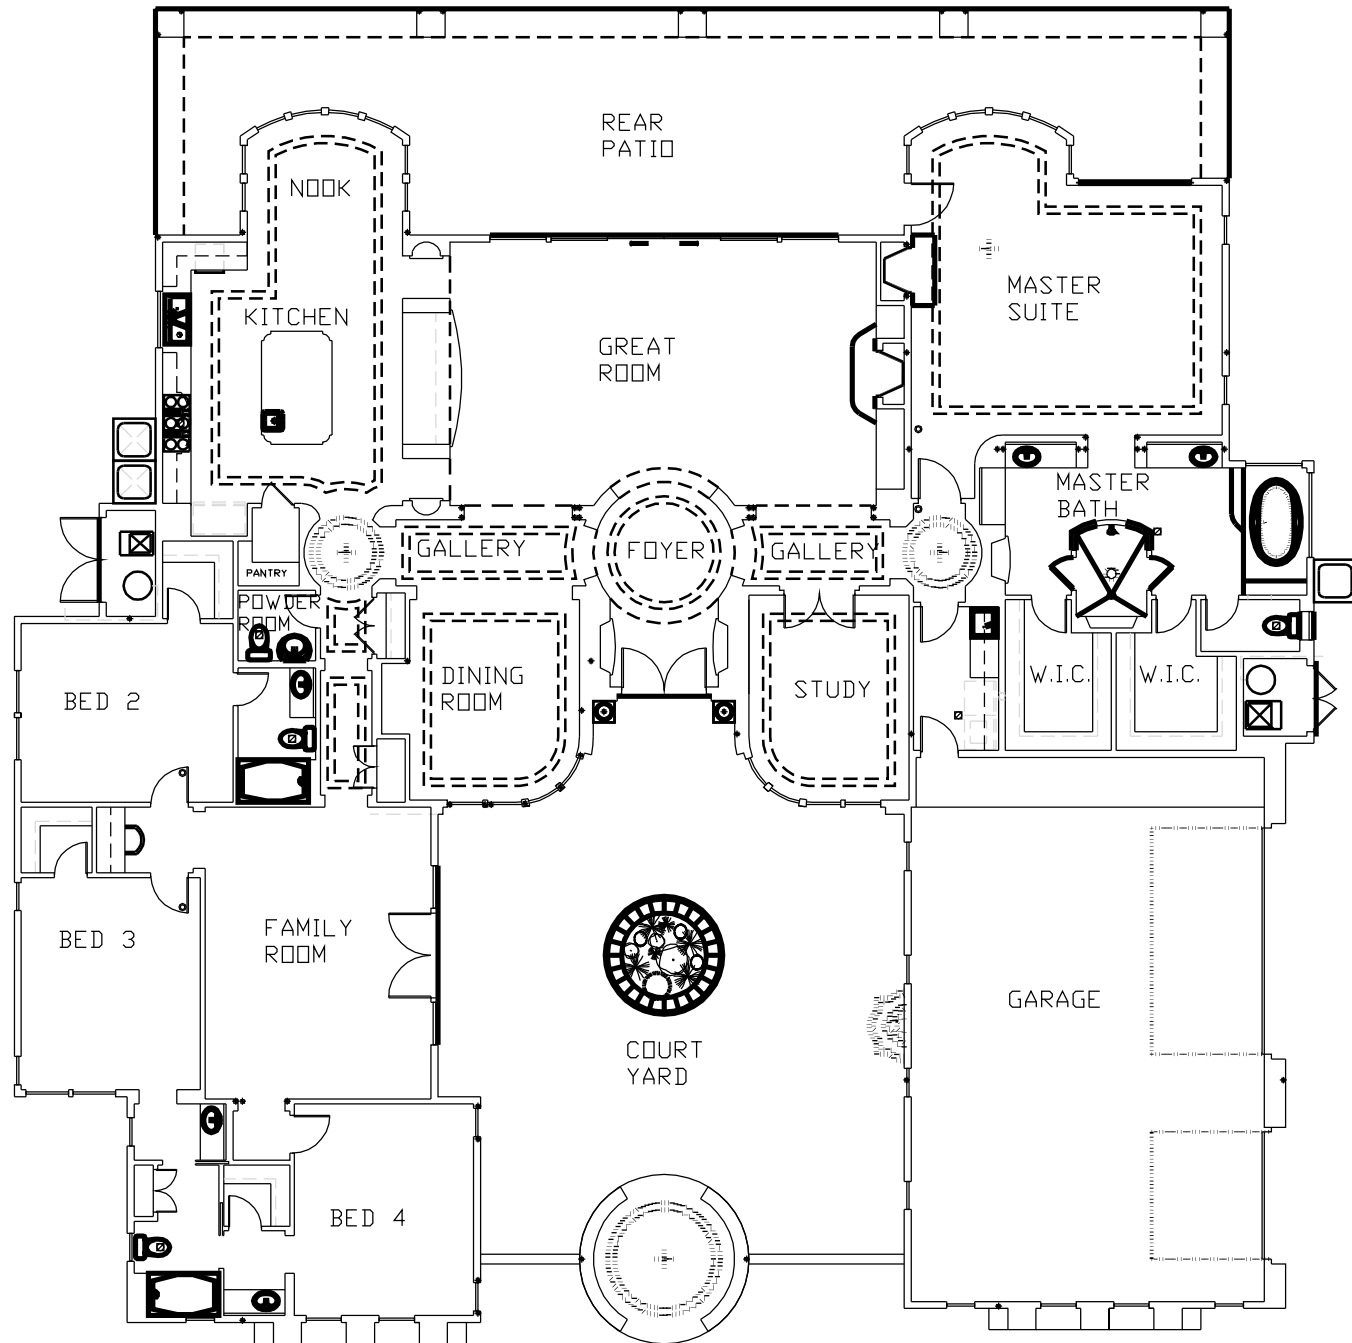 REAR
PATIO
NOOK
MASTER
SUITE
KITCHEN
GREAT
ROOM
MASTER
BATH
GALLERY
FOYER
GALLERY
PANTRY
POWDER
ROOM
DINING
ROOM
STUDY
W.I.C.
W.I.C.
BED 2
BED 3
FAMILY
ROOM
GARAGE
COURT
YARD
BED 4